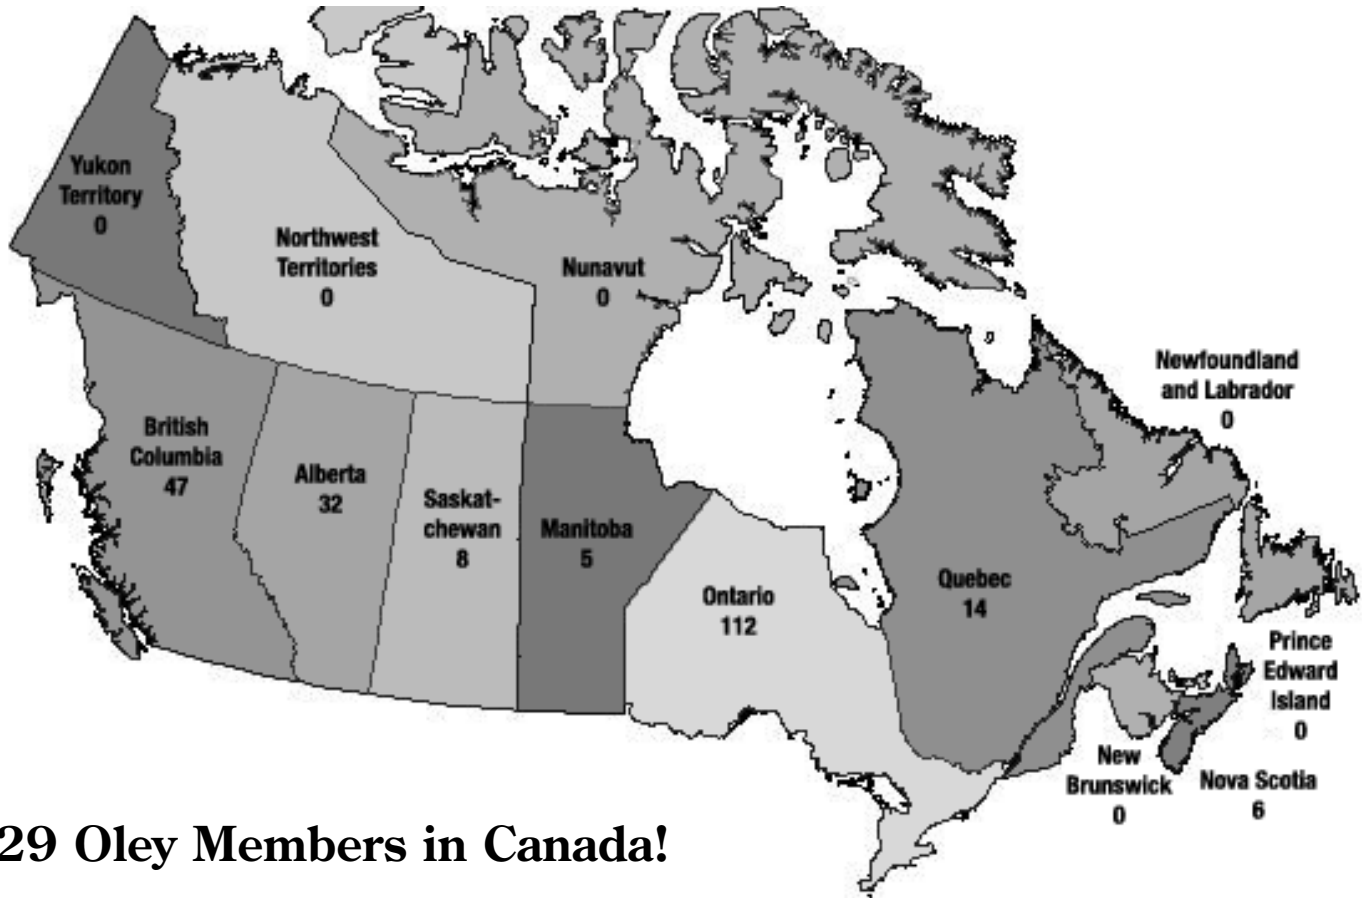 Yukon
Territory
0
Northwest
Territories
0
Nunavut
0
Newfoundland
and Labrador
0
British
Columbia
47
Alberta
32
Saskat-
chewan
8
Manitoba
5
Ontario
112
Quebec
14
Prince
Edward
Island
0
New
Brunswick
0
Nova Scotia
6
29 Oley Members in Canada!